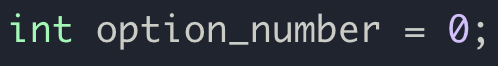 int option_number = 0;